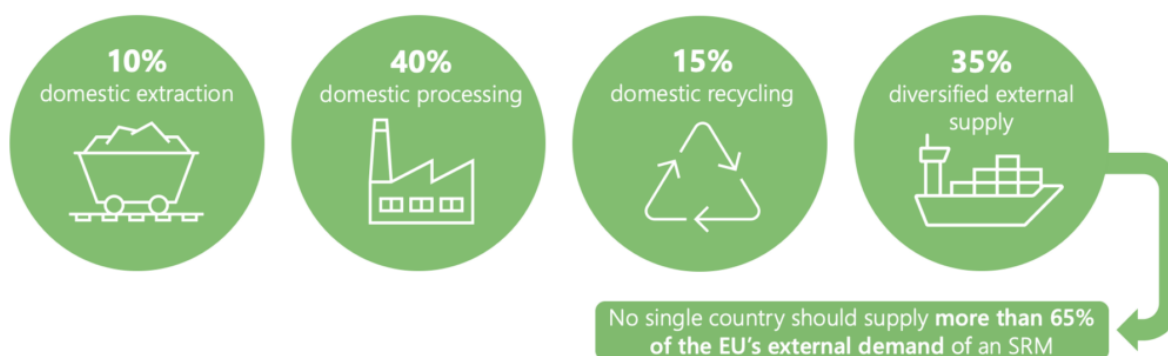 10%
domestic extraction
40%
domestic processing
15%
domestic recycling
35%
diversified external
supply
No single country should supply more than 65%
of the EU's external demand of an SRM